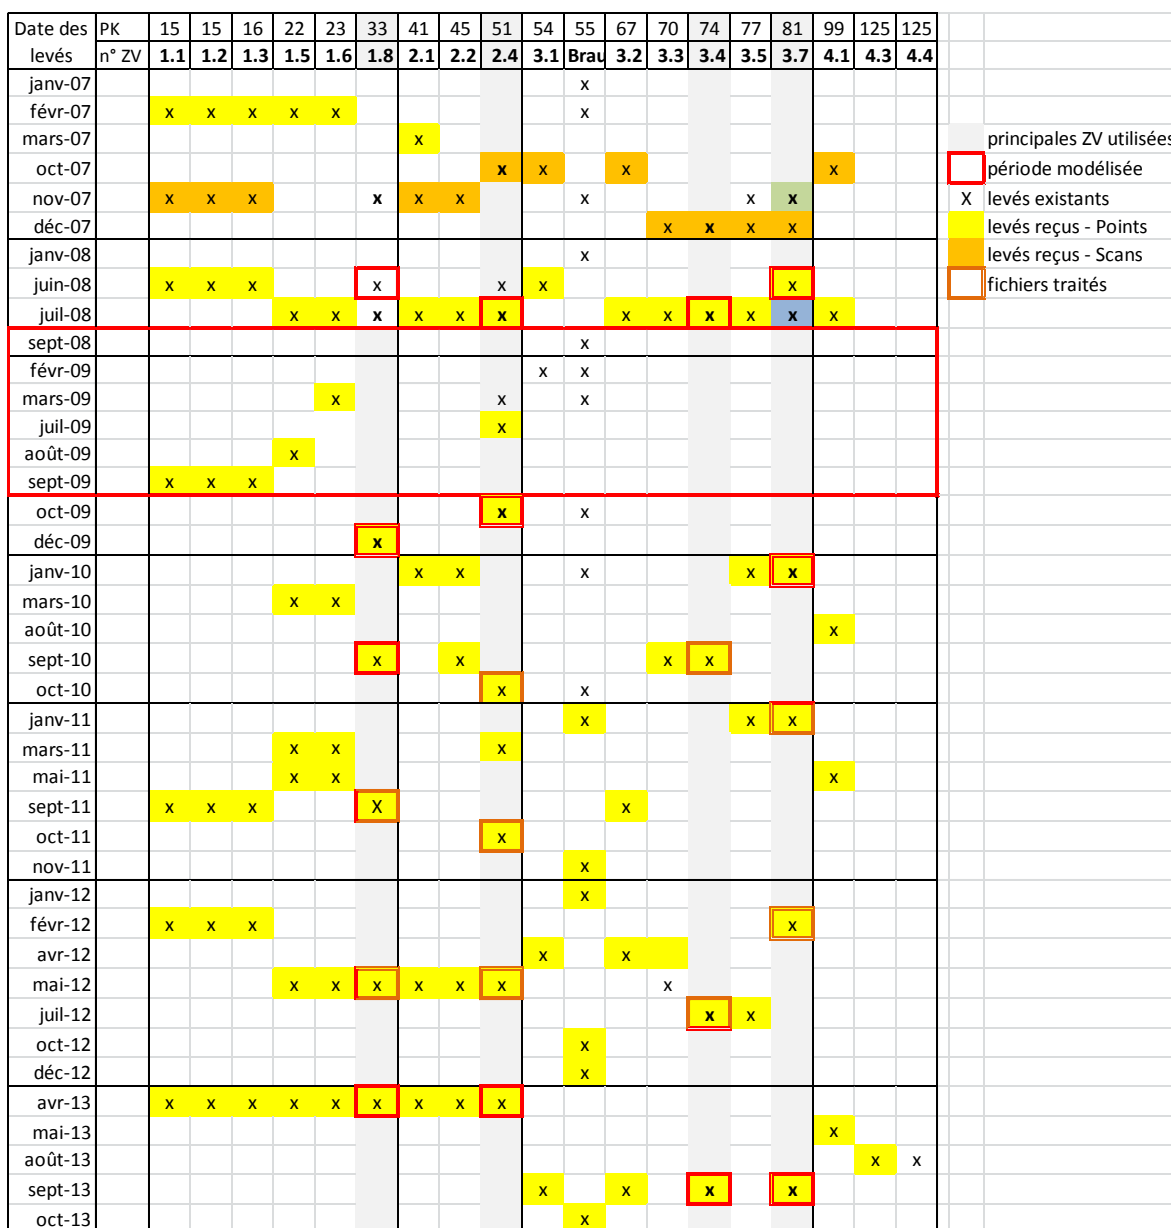 Date des PK 15 15 16 22 23 33 41 45 51 54 55 67 70 74 77 81 99 125 125
levés n° ZV 1.1 1.2 1.3 1.5 1.6 1.8 2.1 2.2 2.4 3.1 Brau 3.2 3.3 3.4 3.5 3.7 4.1 4.3 4.4
janv-07 x
févr-07 x x x x x x
mars-07 x principales ZV utilisées
oct-07 x x x x période modélisée
nov-07 x x x x x x x x x x levés existants
déc-07 x x x x levés reçus - Points
janv-08 x levés reçus - Scans
juin-08 x x x x x x x fichiers traités
juil-08 x x x x x x x x x x x x
sept-08 x
févr-09 x x
mars-09 x x x
juil-09 x
août-09 x
sept-09 x x x
oct-09 x x
déc-09 x
janv-10 x x x x x
mars-10 x x
août-10 x
sept-10 x x x x
oct-10 x x
janv-11 x x x
mars-11 x x x
mai-11 x x x
sept-11 x x x X x
oct-11 x
nov-11 x
janv-12 x
févr-12 x x x x
avr-12 x x
mai-12 x x x x x x x
juil-12 x x
oct-12 x
déc-12 x
avr-13 x x x x x x x x x
mai-13 x
août-13 x x
sept-13 x x x x
oct-13 x